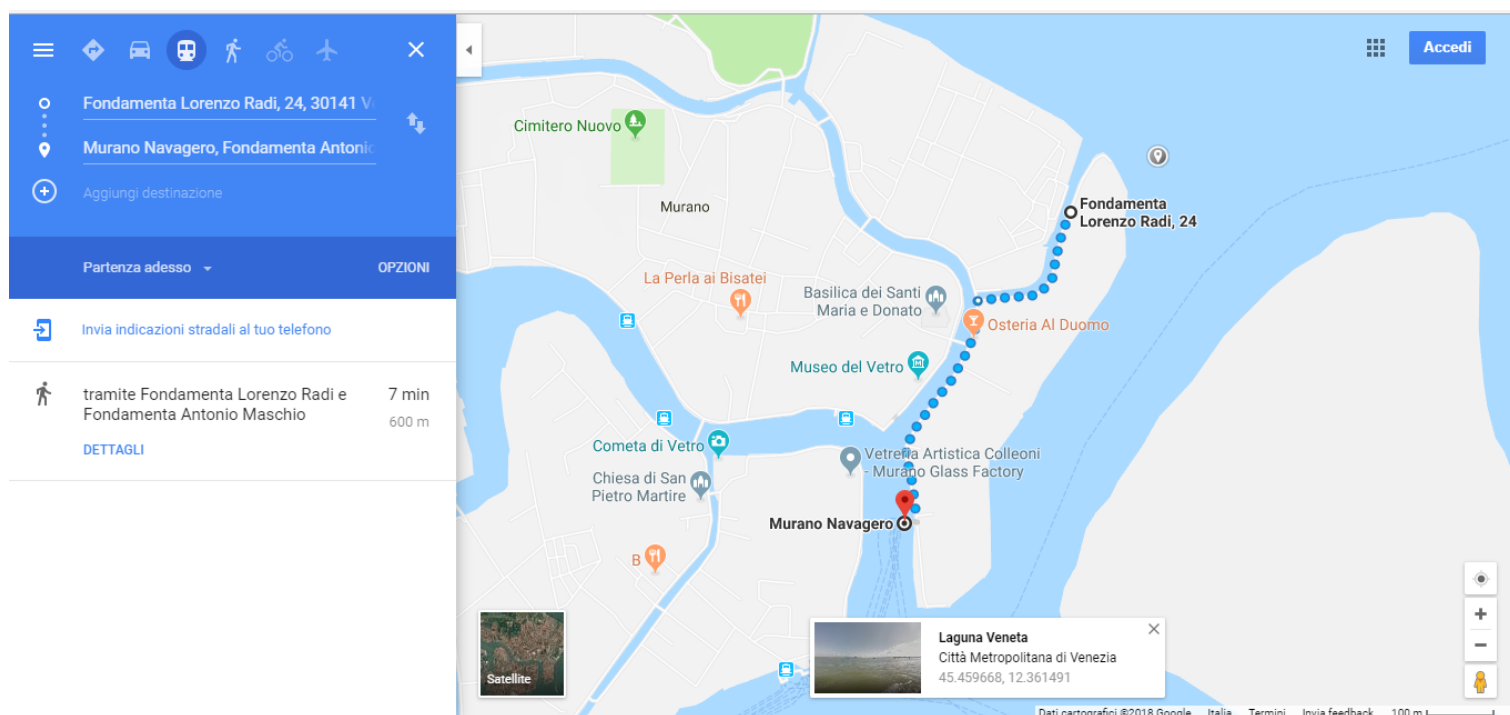 Fondamenta Lorenzo Radi, 24, 30141 V
Murano Navagero, Fondamenta Antonio
Aggiungi destinazione
Partenza adesso
OPZIONI
Invia indicazioni stradali al tuo telefono
tramite Fondamenta Lorenzo Radi e
Fondamenta Antonio Maschio
7 min
600 m
DETTAGLI
Accedi
Cimitero Nuovo
Murano
Fondamenta
Lorenzo Radi, 24
La Perla ai Bisatei
Basilica dei Santi
Maria e Donato
Osteria Al Duomo
Museo del Vetro
Cometa di Vetro
Vetreria Artistica Colleoni
- Murano Glass Factory
Chiesa di San
Pietro Martire
Murano Navagero
B
Satellite
Laguna Veneta
Città Metropolitana di Venezia
45.459668, 12.361491
Dati cartografici ©2018 Google Italia Termini Invia feedback 100 m